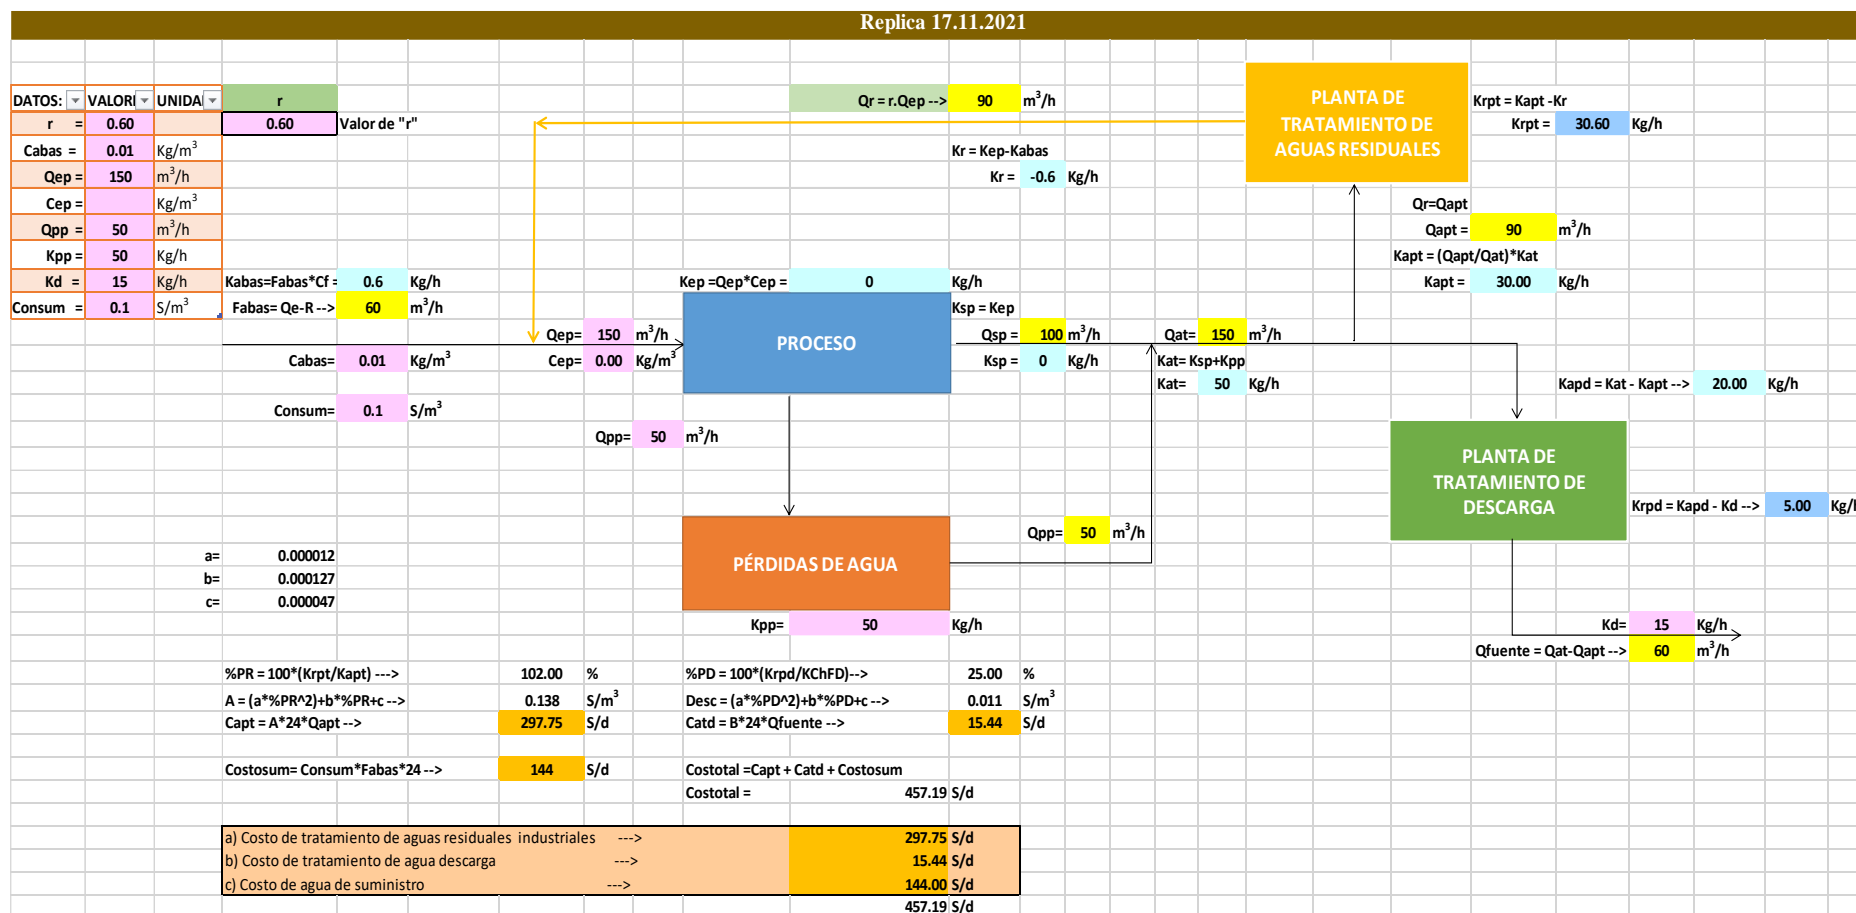 Replica 17.11.2021
DATOS: VALOR UNIDA r Qr = r.Qep --> 90 m³/h PLANTA DE TRATAMIENTO DE AGUAS RESIDUALES Krpt = Kapt -Kr
r = 0.60 0.60 Valor de "r" Krpt = 30.60 Kg/h
Cabas = 0.01 Kg/m³ Kr = Kep-Kabas
Qep = 150 m³/h Kr = -0.6 Kg/h
Cep = Kg/m³ Qr=Qapt
Qpp = 50 m³/h Qapt = 90 m³/h
Kpp = 50 Kg/h Kapt = (Qapt/Qat)*Kat
Kd = 15 Kg/h Kabas=Fabas*Cf = 0.6 Kg/h Kep =Qep*Cep = 0 Kg/h Kapt = 30.00 Kg/h
Consum = 0.1 S/m³ Fabas= Qe-R --> 60 m³/h Ksp = Kep
Qep= 150 m³/h PROCESO Qsp = 100 m³/h Qat= 150 m³/h
Cabas= 0.01 Kg/m³ Cep= 0.00 Kg/m³ Ksp = 0 Kg/h Kat= Ksp+Kpp
Kat= 50 Kg/h Kapd = Kat - Kapt --> 20.00 Kg/h
Consum= 0.1 S/m³
Qpp= 50 m³/h
PLANTA DE
TRATAMIENTO DE
DESCARGA Krpd = Kapd - Kd --> 5.00 Kg/h
Qpp= 50 m³/h
a= 0.000012 PÉRDIDAS DE AGUA
b= 0.000127
c= 0.000047
Kpp= 50 Kg/h Kd= 15 Kg/h
Qfuente = Qat-Qapt --> 60 m³/h
%PR = 100*(Krpt/Kapt) ---> 102.00 % %PD = 100*(Krpd/KChFD)--> 25.00 %
A = (a*%PR^2)+b*%PR+c --> 0.138 S/m³ Desc = (a*%PD^2)+b*%PD+c --> 0.011 S/m³
Capt = A*24*Qapt --> 297.75 S/d Catd = B*24*Qfuente --> 15.44 S/d
Costosum= Consum*Fabas*24 --> 144 S/d Costotal =Capt + Catd + Costosum
Costotal = 457.19 S/d
a) Costo de tratamiento de aguas residuales industriales ---> 297.75 S/d
b) Costo de tratamiento de agua descarga ---> 15.44 S/d
c) Costo de agua de suministro ---> 144.00 S/d
457.19 S/d